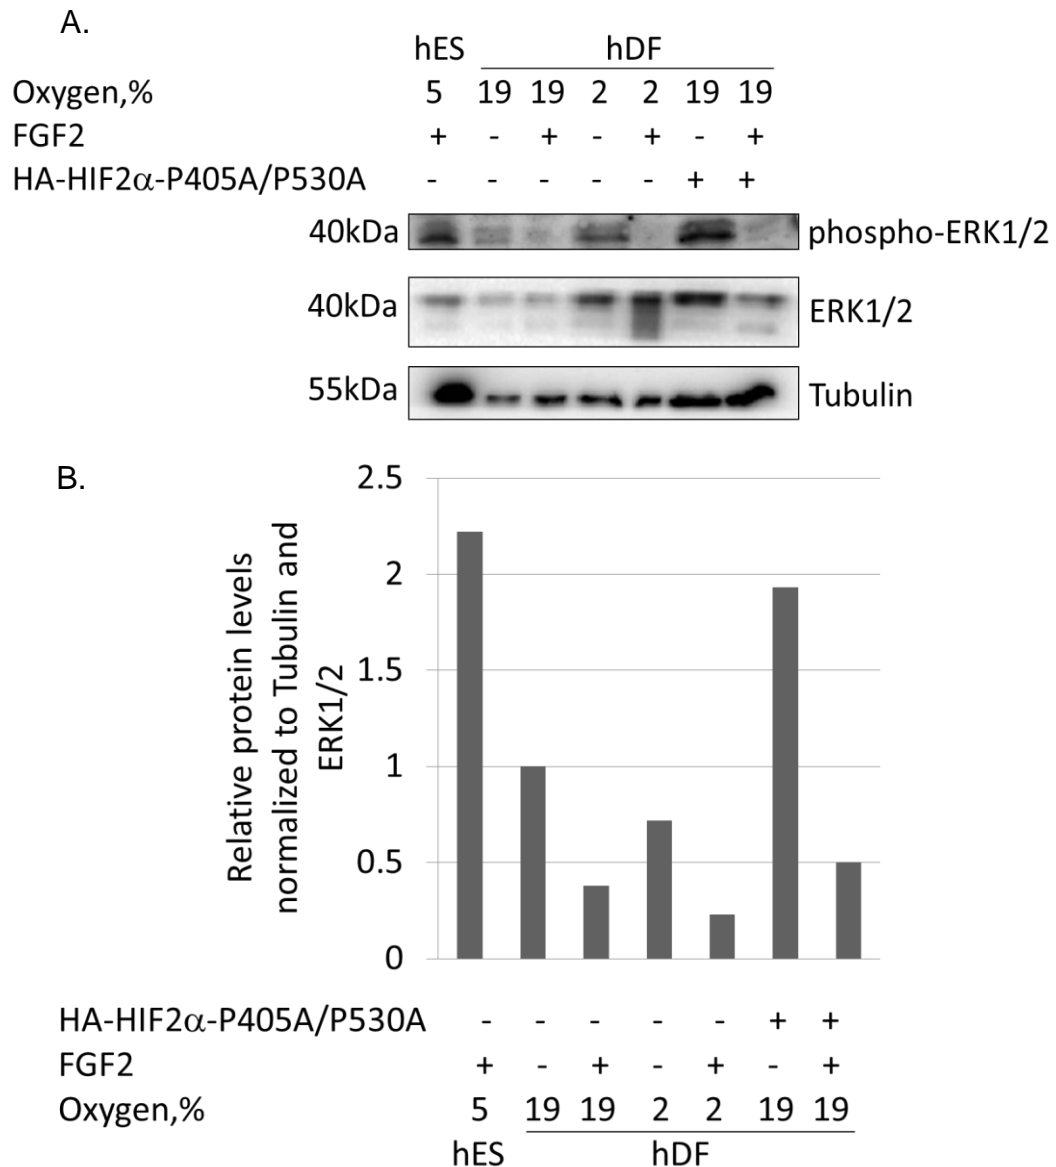 A.
hES hDF
Oxygen,% 5 19 19 2 2 19 19
FGF2 + - + - + - +
HA-HIF2α-P405A/P530A - - - - - + +
40kDa phospho-ERK1/2
40kDa ERK1/2
55kDa Tubulin
B.
Relative protein levels
normalized to Tubulin and
ERK1/2
2.5
2
1.5
1
0.5
0
HA-HIF2α-P405A/P530A - - - - - + +
FGF2 + - + - + - +
Oxygen,% 5 19 19 2 2 19 19
hES hDF